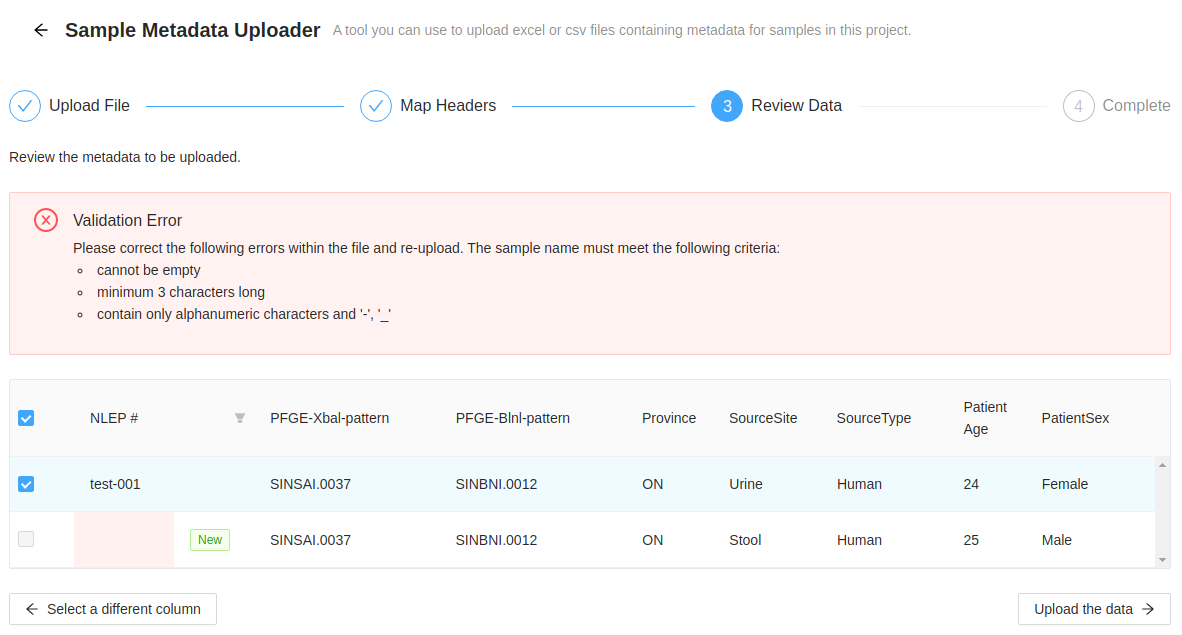 Sample Metadata Uploader A tool you can use to upload excel or csv files containing metadata for samples in this project.
Upload File Map Headers 3 Review Data 4 Complete
Review the metadata to be uploaded.
Validation Error
Please correct the following errors within the file and re-upload. The sample name must meet the following criteria:
cannot be empty
minimum 3 characters long
contain only alphanumeric characters and '-', '_'
NLEP # PFGE-Xbal-pattern PFGE-Blnl-pattern Province SourceSite SourceType Patient Age PatientSex
test-001 SINSAI.0037 SINBNI.0012 ON Urine Human 24 Female
New SINSAI.0037 SINBNI.0012 ON Stool Human 25 Male
Select a different column Upload the data